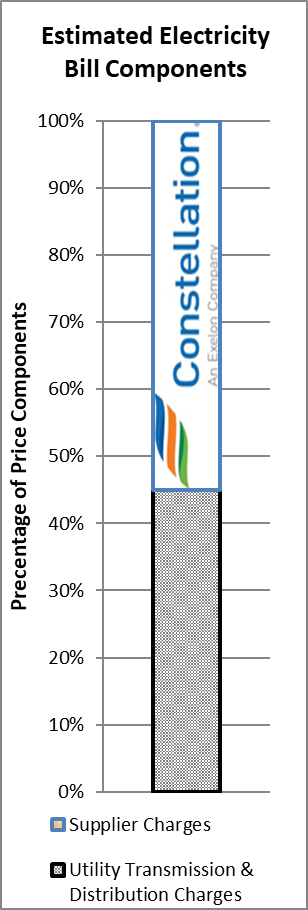 Estimated Electricity
Bill Components
Precentage of Price Components
100%
90%
80%
70%
60%
50%
40%
30%
20%
10%
0%
Constellation
An Exelon Company
Supplier Charges
Utility Transmission &
Distribution Charges